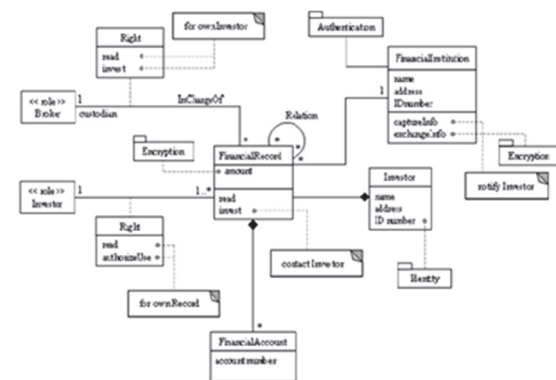 Right
read
invest
for ownInvestor
Authentication
FinancialInstitution
name
address
IDnumber
captureInfo
exchangeInfo
<< role >>
Broker
1
custodian
InChargeOf
*
Relation
*
*
*
1
Encryption
FinancialRecord
amount
read
invest
Encryption
notify Investor
<< role >>
Investor
1
1..*
Investor
name
address
ID number
Right
read
authorizeUse
contact Investor
Identity
for ownRecord
*
FinancialAccount
account number